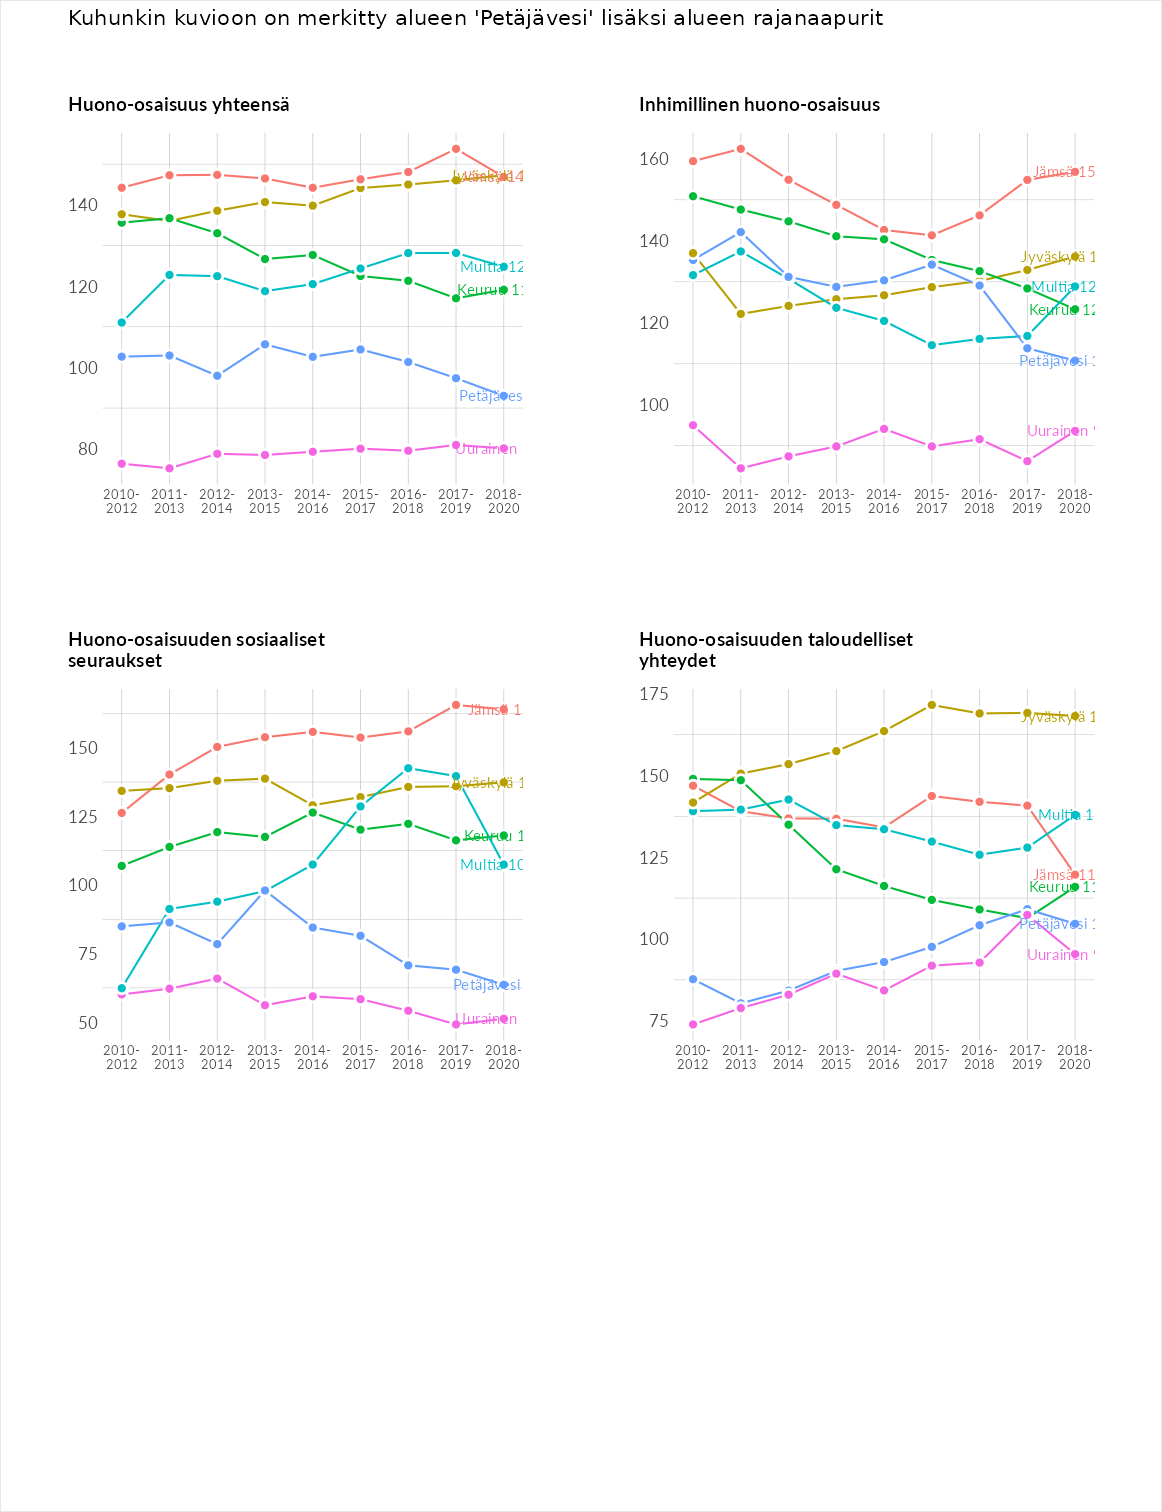 Kuhunkin kuvioon on merkitty alueen 'Petäjävesi' lisäksi alueen rajanaapurit
Huono-osaisuus yhteensä
140
120
100
80
Jämsä 14
Multia 12
Keuruu 11
Petäjäves
Uurainen
2010- 2011- 2012- 2013- 2014- 2015- 2016- 2017- 2018-
2012 2013 2014 2015 2016 2017 2018 2019 2020
Inhimillinen huono-osaisuus
160
140
120
100
Jämsä 15
Jyväskylä 1
Multia 12
Keuruu 12
Petäjävesi 1
Uurainen
2010- 2011- 2012- 2013- 2014- 2015- 2016- 2017- 2018-
2012 2013 2014 2015 2016 2017 2018 2019 2020
Huono-osaisuuden sosiaaliset
seuraukset
150
125
100
75
50
Jämsä 1
Jyväskylä 1
Keuruu 1
Multia 10
Petäjävesi
Uurainen
2010- 2011- 2012- 2013- 2014- 2015- 2016- 2017- 2018-
2012 2013 2014 2015 2016 2017 2018 2019 2020
Huono-osaisuuden taloudelliset
yhteydet
175
150
125
100
75
Jyväskylä 1
Multia 1
Jämsä 11
Keuruu 11
Petäjävesi 1
Uurainen
2010- 2011- 2012- 2013- 2014- 2015- 2016- 2017- 2018-
2012 2013 2014 2015 2016 2017 2018 2019 2020